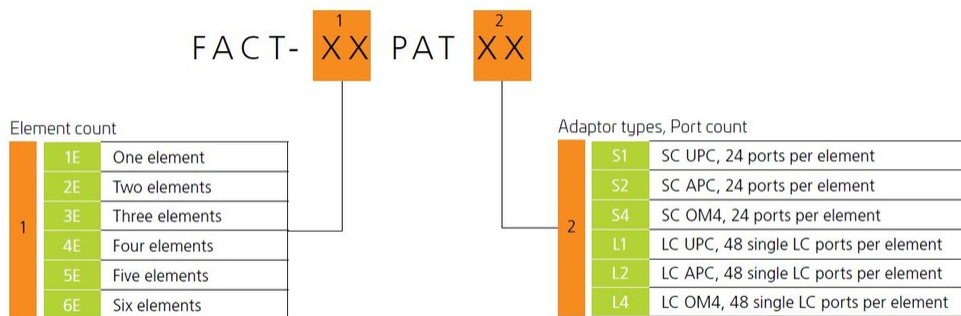 1 2
FACT- XX PAT XX
Element count
1
1E One element
2E Two elements
3E Three elements
4E Four elements
5E Five elements
6E Six elements
Adaptor types, Port count
2
S1 SC UPC, 24 ports per element
S2 SC APC, 24 ports per element
S4 SC OM4, 24 ports per element
L1 LC UPC, 48 single LC ports per element
L2 LC APC, 48 single LC ports per element
L4 LC OM4, 48 single LC ports per element